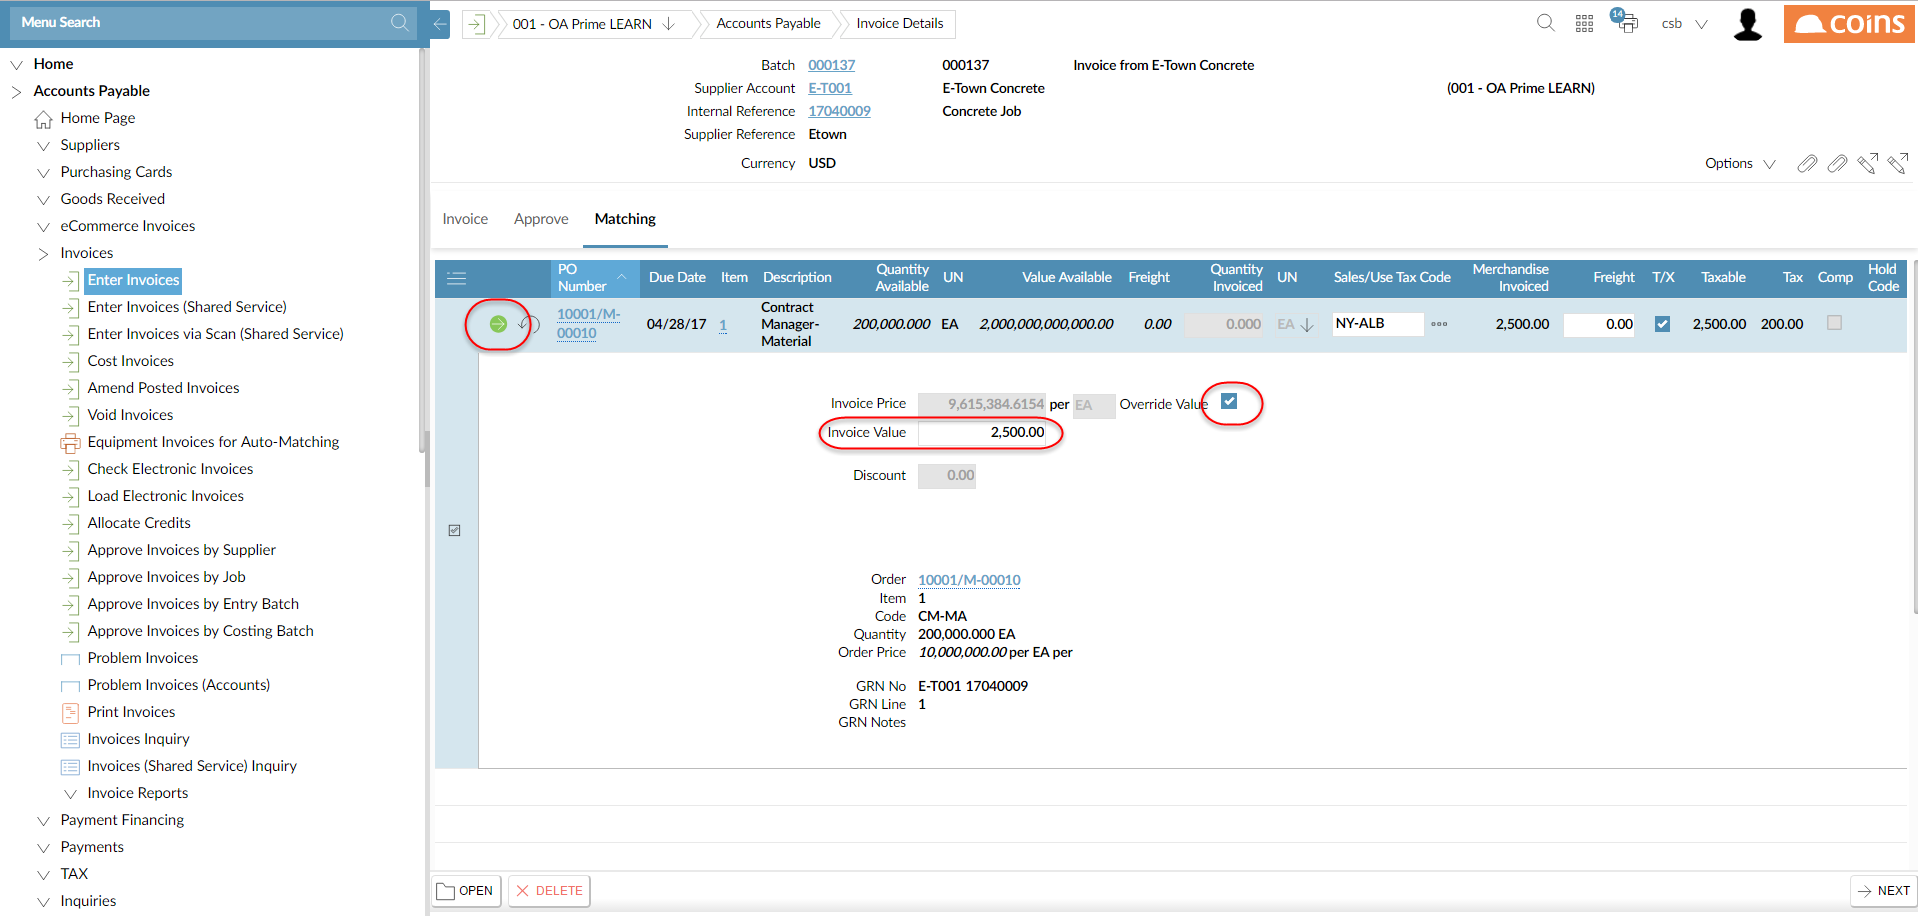 Menu Search
001 - OA Prime LEARN
Accounts Payable
Invoice Details
14
csb
coins
Home
Accounts Payable
Home Page
Suppliers
Purchasing Cards
Goods Received
eCommerce Invoices
Invoices
Enter Invoices
Enter Invoices (Shared Service)
Enter Invoices via Scan (Shared Service)
Cost Invoices
Amend Posted Invoices
Void Invoices
Equipment Invoices for Auto-Matching
Check Electronic Invoices
Load Electronic Invoices
Allocate Credits
Approve Invoices by Supplier
Approve Invoices by Job
Approve Invoices by Entry Batch
Approve Invoices by Costing Batch
Problem Invoices
Problem Invoices (Accounts)
Print Invoices
Invoices Inquiry
Invoices (Shared Service) Inquiry
Invoice Reports
Payment Financing
Payments
TAX
Inquiries
Batch 000137 000137 Invoice from E-Town Concrete
Supplier Account E-T001 E-Town Concrete (001 - OA Prime LEARN)
Internal Reference 17040009 Concrete Job
Supplier Reference Etown
Currency USD
Options
Invoice Approve Matching
PO Number Due Date Item Description Quantity Available UN Value Available Freight Quantity Invoiced UN Sales/Use Tax Code Merchandise Invoiced Freight T/X Taxable Tax Comp Hold Code
10001/M-00010 04/28/17 1 Contract Manager-Material 200,000.000 EA 2,000,000,000,000.00 0.00 0.000 EA NY-ALB 2,500.00 0.00 2,500.00 200.00
Invoice Price 9,615,384.6154 per EA Override Value
Invoice Value 2,500.00
Discount 0.00
Order 10001/M-00010
Item 1
Code CM-MA
Quantity 200,000.000 EA
Order Price 10,000,000.00 per EA per
GRN No E-T001 17040009
GRN Line 1
GRN Notes
OPEN DELETE NEXT